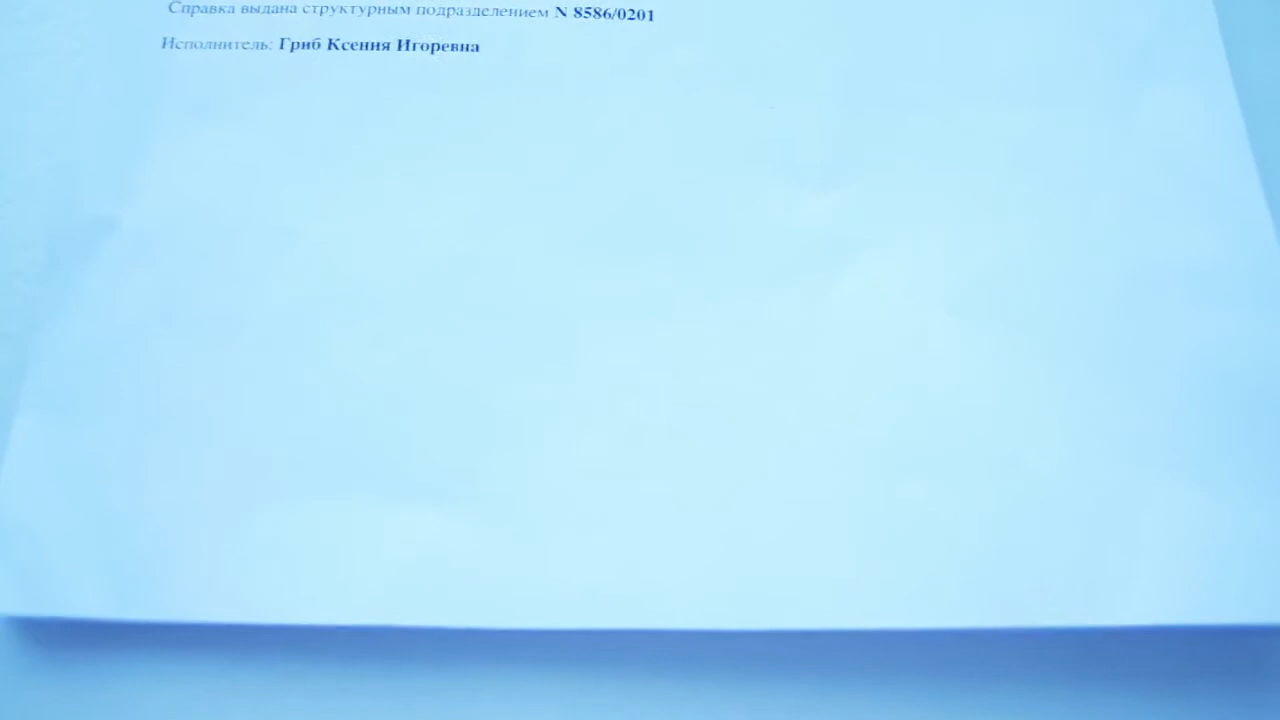 Справка выдана структурным подразделением N 8586/0201
Исполнитель: Гриб Ксения Игоревна